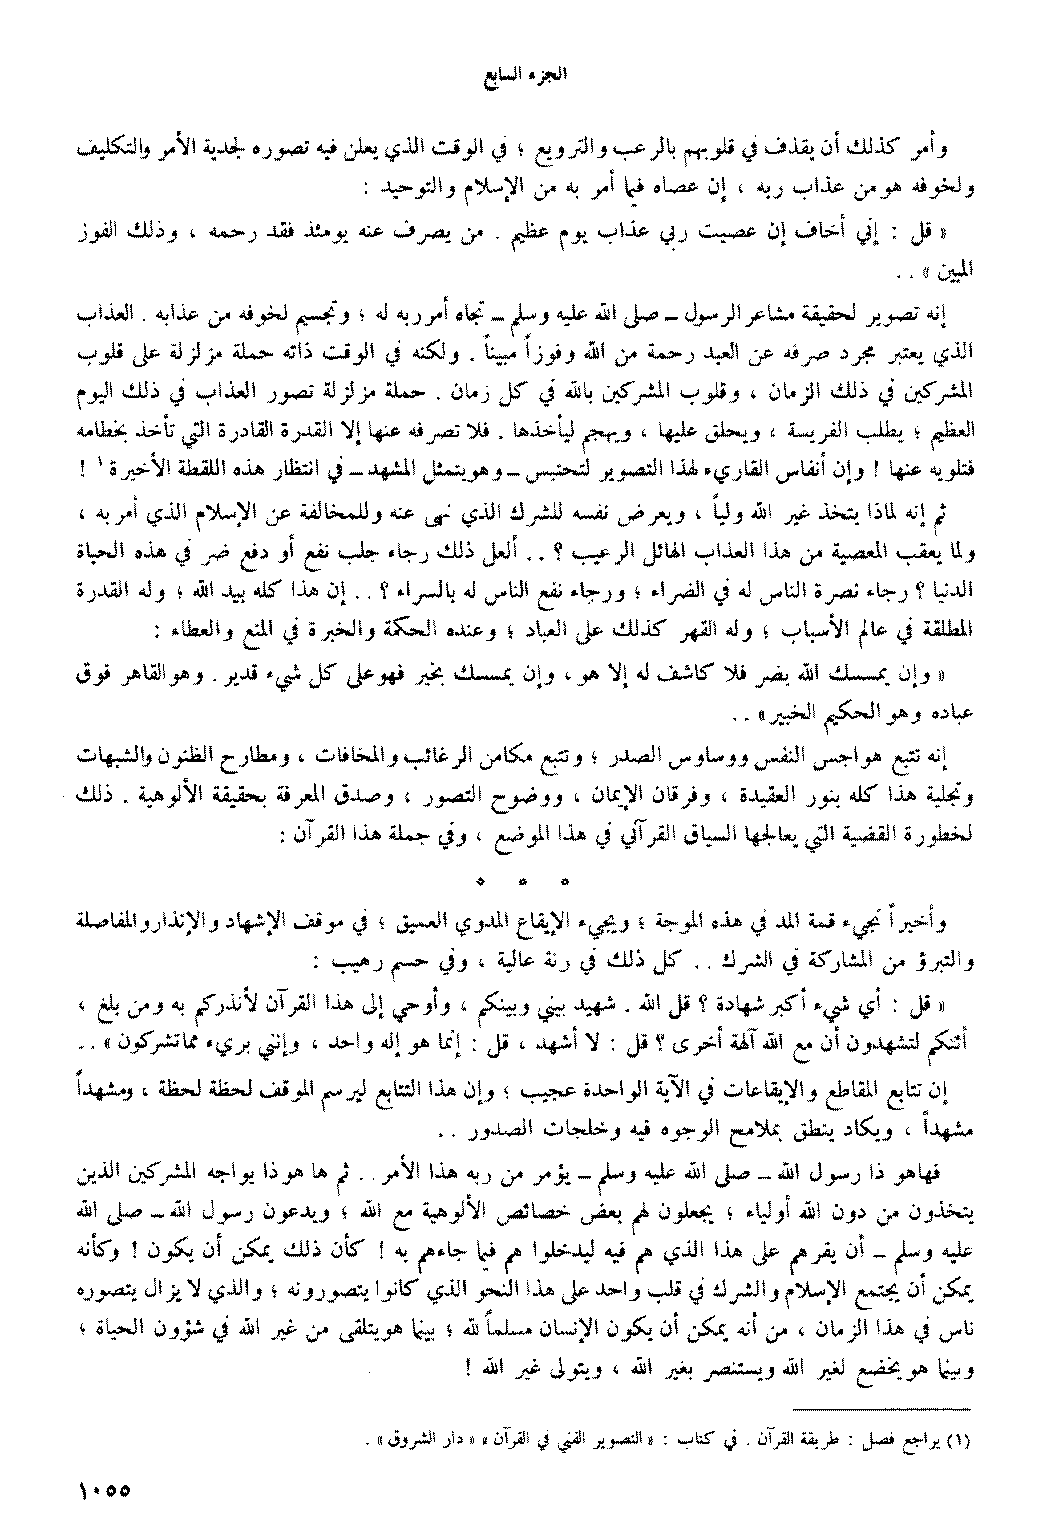 الجزء السابع
وأمر كذلك أن يقذف في قلوبهم بالرعب والترويع ؛ في الوقت الذي يعلن فيه تصوره لجدية الأمر والتكليف
ولخوفه هو من عذاب ربه ، إن عصاه فيما أمر به من الإسلام والتوحيد :
« قل : إني أخاف إن عصيت ربي عذاب يوم عظيم . من يصرف عنه يومئذ فقد رحمه ، وذلك الفوز
المبين » . .
إنه تصوير لحقيقة مشاعر الرسول ــ صلى الله عليه وسلم ــ تجاه أمر ربه له ؛ وتجسيم لخوفه من عذابه . العذاب
الذي يعتبر مجرد صرفه عن العبد رحمة من الله وفوزاً مبيناً . ولكنه في الوقت ذاته حملة مزلزلة على قلوب
المشركين في ذلك الزمان ، وقلوب المشركين بالله في كل زمان . حملة مزلزلة تصور العذاب في ذلك اليوم
العظيم ؛ يطلب الفريسة ، ويحلق عليها ، ويهجم ليأخذها . فلا تصرفه عنها إلا القدرة القادرة التي تأخذ بخطامه
فتلويه عنها ! وإن أنفاس القارىء لهذا التصوير لتحتبس ــ وهو يتمثل المشهد ــ في انتظار هذه اللقطة الأخيرة ١ !
ثم إنه لماذا يتخذ غير الله ولياً ، ويعرض نفسه للشرك الذي نهى عنه وللمخالفة عن الإسلام الذي أمر به ،
ولما يعقب المعصية من هذا العذاب الهائل الرعيب ؟ . . ألعل ذلك رجاء جلب نفع أو دفع ضر في هذه الحياة
الدنيا ؟ رجاء نصرة الناس له في الضراء ؛ ورجاء نفع الناس له بالسراء ؟ . . إن هذا كله بيد الله ؛ وله القدرة
المطلقة في عالم الأسباب ؛ وله القهر كذلك على العباد ؛ وعنده الحكمة والخبرة في المنع والعطاء :
« وإن يمسسك الله بضر فلا كاشف له إلا هو ، وإن يمسسك بخير فهو على كل شيء قدير . وهو القاهر فوق
عباده وهو الحكيم الخبير» . .
إنه تتبع هواجس النفس ووساوس الصدر ؛ وتتبع مكامن الرغائب والمخافات ، ومطارح الظنون والشبهات
وتجلية هذا كله بنور العقيدة ، وفرقان الإيمان ، ووضوح التصور ، وصدق المعرفة بحقيقة الألوهية . ذلك
لخطورة القضية التي يعالجها السياق القرآني في هذا الموضع ، وفي جملة هذا القرآن :
* * *
وأخيراً تجيء قمة المد في هذه الموجة ؛ ويجيء الإيقاع المدوي العميق ؛ في موقف الإشهاد والإنذار والمفاصلة
والتبرؤ من المشاركة في الشرك . . كل ذلك في رنة عالية ، وفي حسم رهيب :
« قل : أي شيء أكبر شهادة ؟ قل الله . شهيد بيني وبينكم ، وأوحي إلى هذا القرآن لأنذركم به ومن بلغ ،
أئنكم لتشهدون أن مع الله آلهة أخرى ؟ قل : لا أشهد ، قل : إنما هو إله واحد ، وإنني بريء مما تشركون » . .
إن تتابع المقاطع والإيقاعات في الآية الواحدة عجيب ؛ وإن هذا التتابع ليرسم الموقف لحظة لحظة ، ومشهداً
مشهداً ، ويكاد ينطق بملامح الوجوه فيه وخلجات الصدور . .
فهاهو ذا رسول الله ــ صلى الله عليه وسلم ــ يؤمر من ربه هذا الأمر . . ثم ها هو ذا يواجه المشركين الذين
يتخذون من دون الله أولياء ؛ يجعلون لهم بعض خصائص الألوهية مع الله ؛ ويدعون رسول الله ــ صلى الله
عليه وسلم ــ أن يقرهم على هذا الذي هم فيه ليدخلوا هم فيما جاءهم به ! كأن ذلك يمكن أن يكون ! وكأنه
يمكن أن يجتمع الإسلام والشرك في قلب واحد على هذا النحو الذي كانوا يتصورونه ؛ والذي لا يزال يتصوره
ناس في هذا الزمان ، من أنه يمكن أن يكون الإنسان مسلماً لله ؛ بينما هو يتلقى من غير الله في شؤون الحياة ؛
وبينما هو يخضع لغير الله ويستنصر بغير الله ، ويتولى غير الله !
(١) يراجع فصل : طريقة القرآن . في كتاب : « التصوير الفني في القرآن » « دار الشروق » .
١٠٥٥